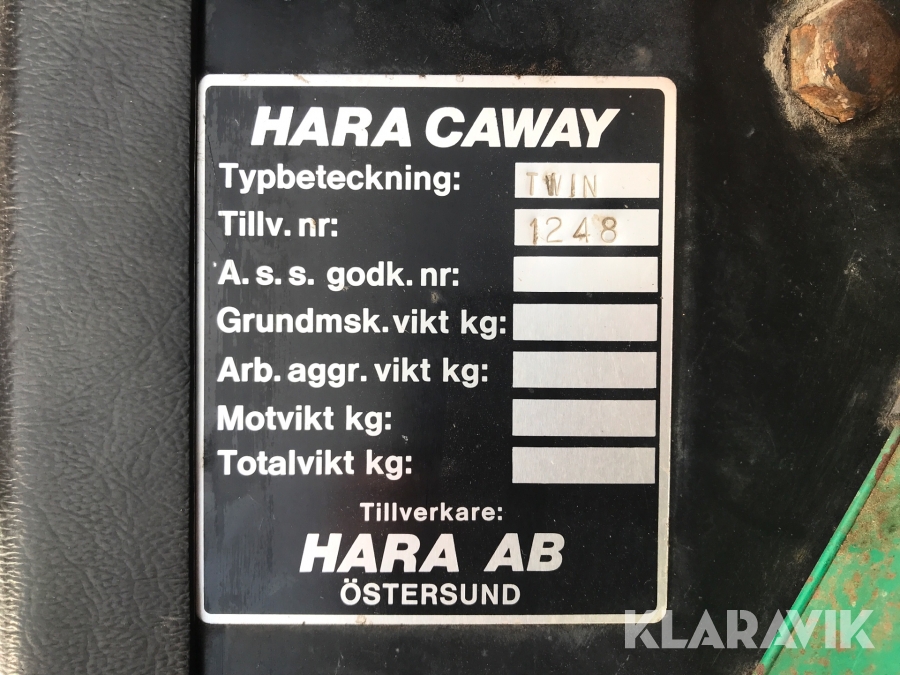 HARA CAWAY
Typbeteckning: TWIN
Tillv. nr: 1248
A. s. s. godk. nr:
Grundmsk. vikt kg:
Arb. aggr. vikt kg:
Motvikt kg:
Totalvikt kg:
Tillverkare:
HARA AB
ÖSTERSUND
KLARAVIK